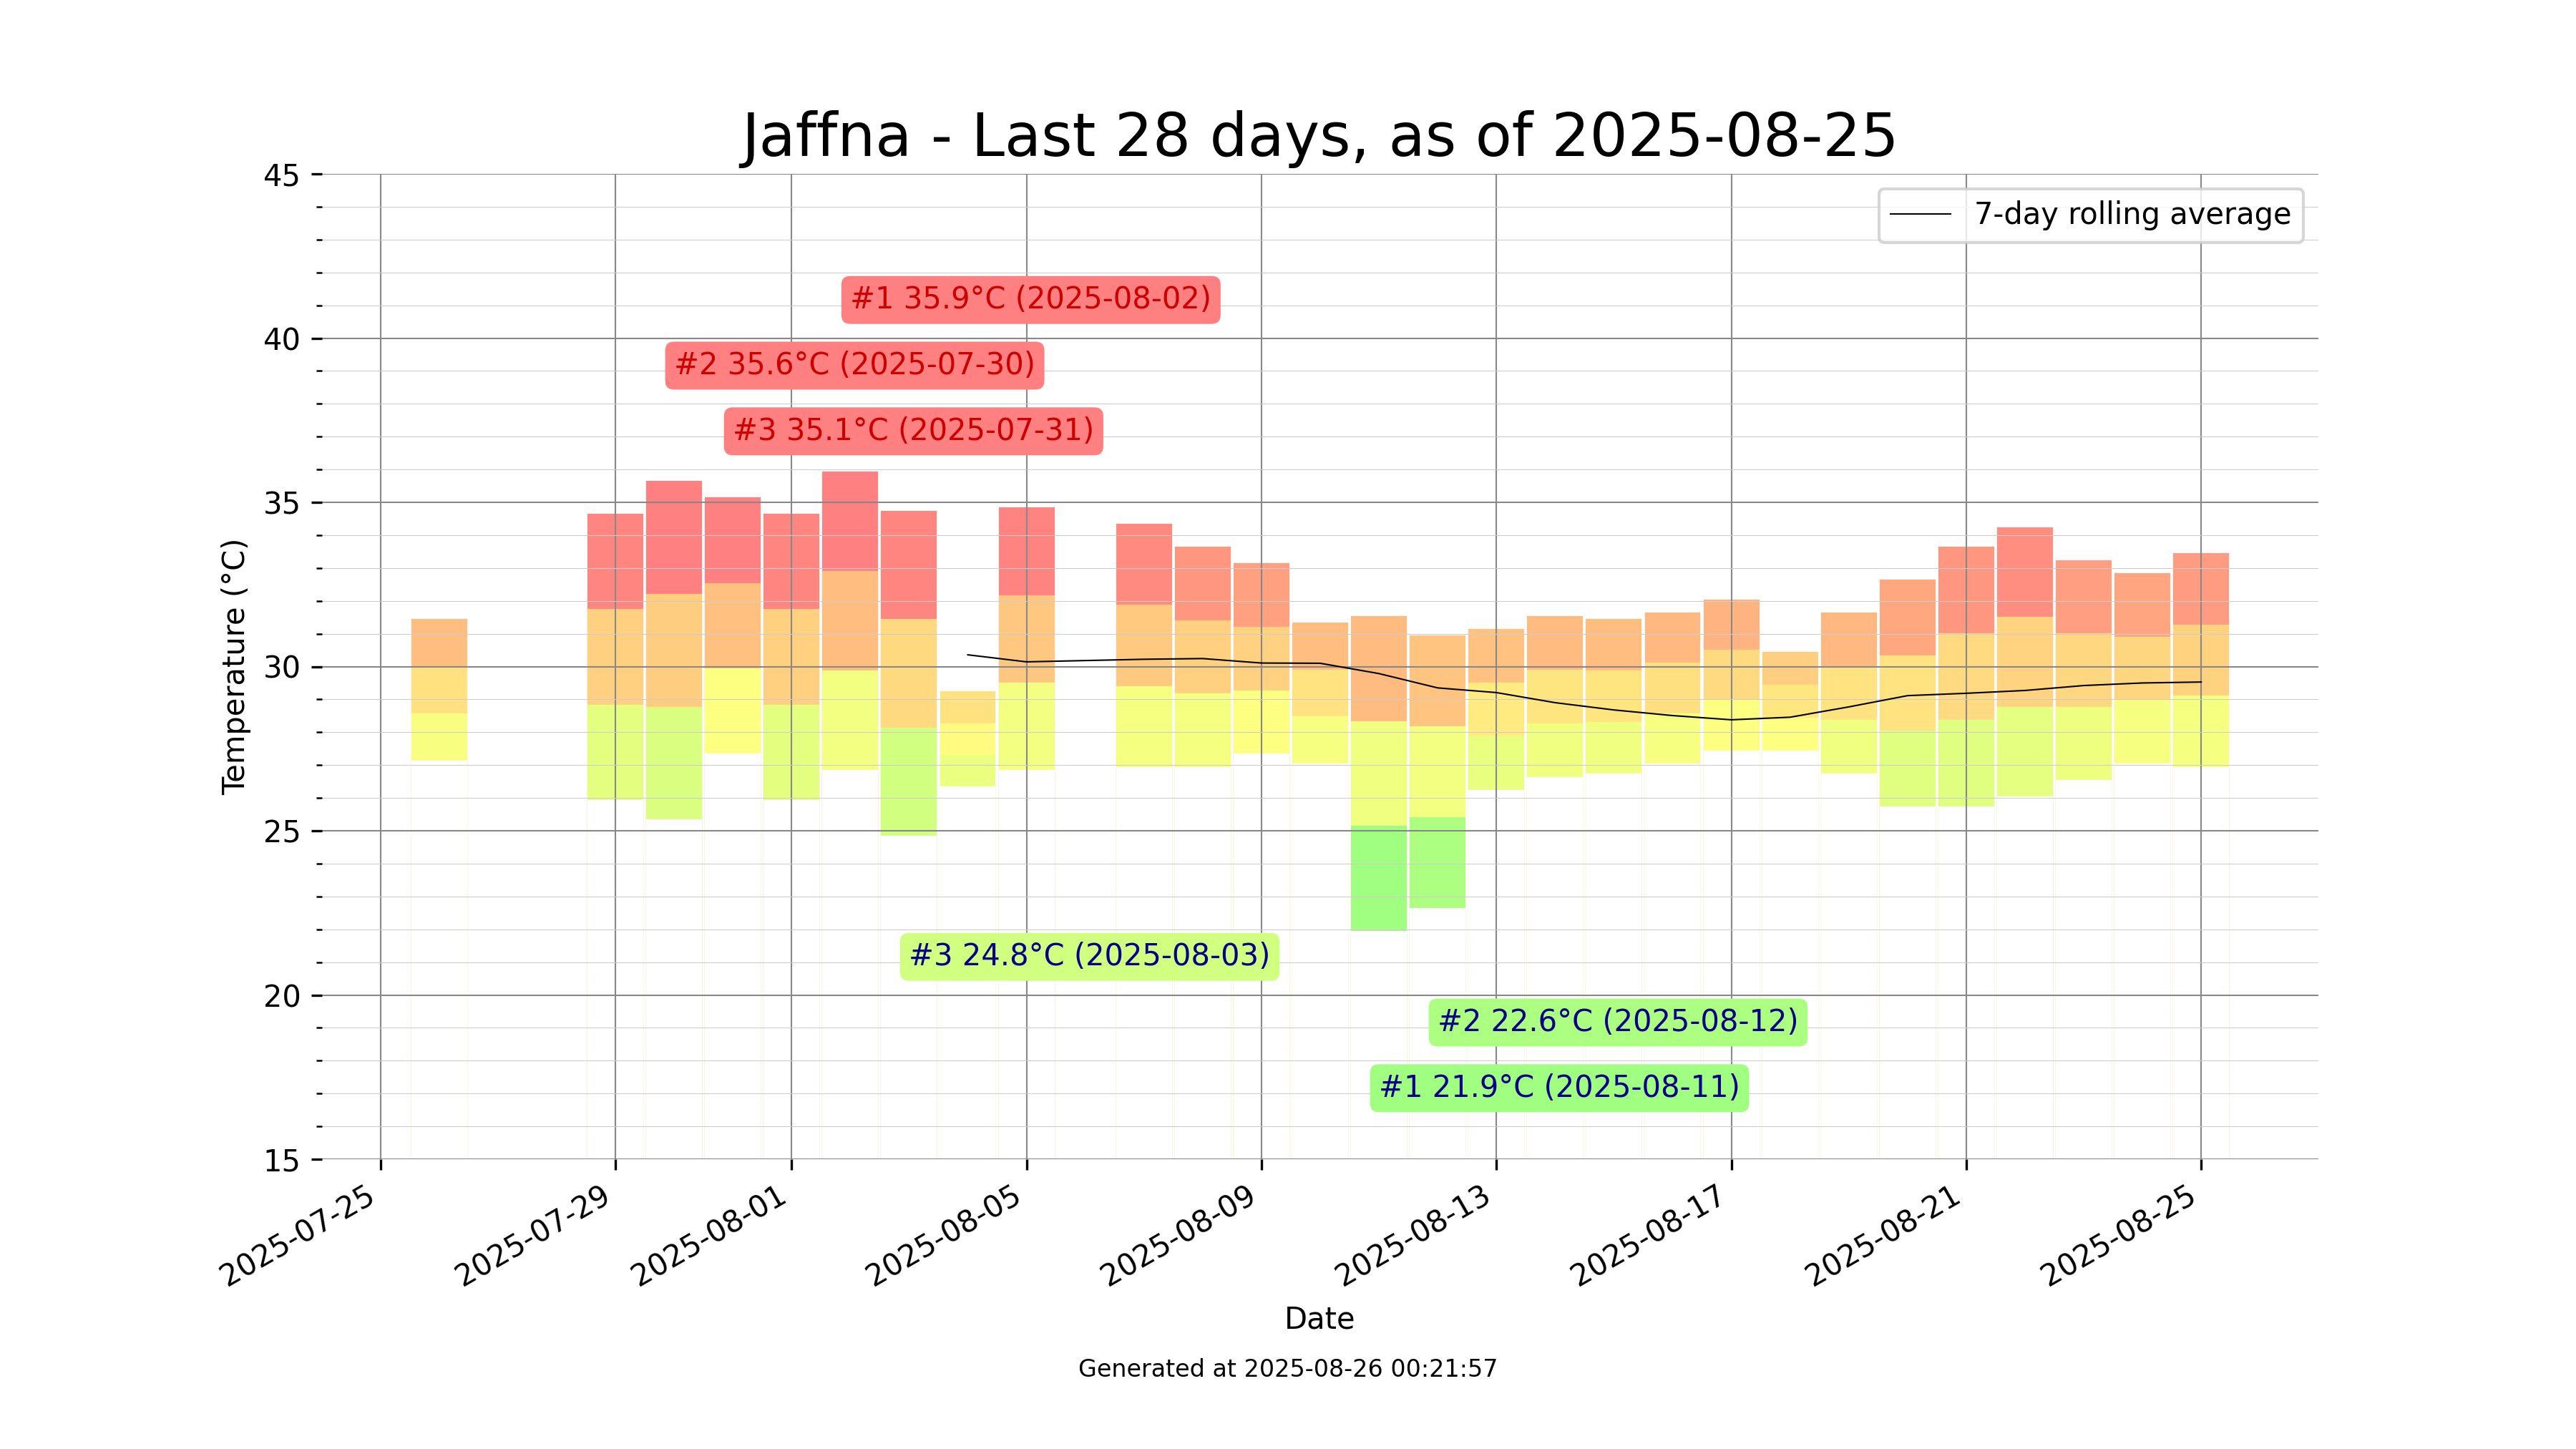 Jaffna - Last 28 days, as of 2025-08-25
7-day rolling average
#1 35.9°C (2025-08-02)
#2 35.6°C (2025-07-30)
#3 35.1°C (2025-07-31)
#3 24.8°C (2025-08-03)
#2 22.6°C (2025-08-12)
#1 21.9°C (2025-08-11)
Temperature (°C)
45
40
35
30
25
20
15
2025-07-25
2025-07-29
2025-08-01
2025-08-05
2025-08-09
2025-08-13
2025-08-17
2025-08-21
2025-08-25
Date
Generated at 2025-08-26 00:21:57